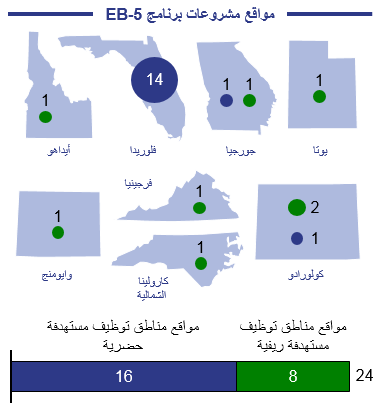 مواقع مشروعات برنامج EB-5
1
14
1
1
1
أيداهو
فلوريدا
جورجيا
يوتا
فرجينيا
1
1
2
1
1
وايومنج
كارولينا
الشمالية
كولورادو
مواقع مناطق توظيف مستهدفة
حضرية
مواقع مناطق توظيف
مستهدفة ريفية
16
8
24